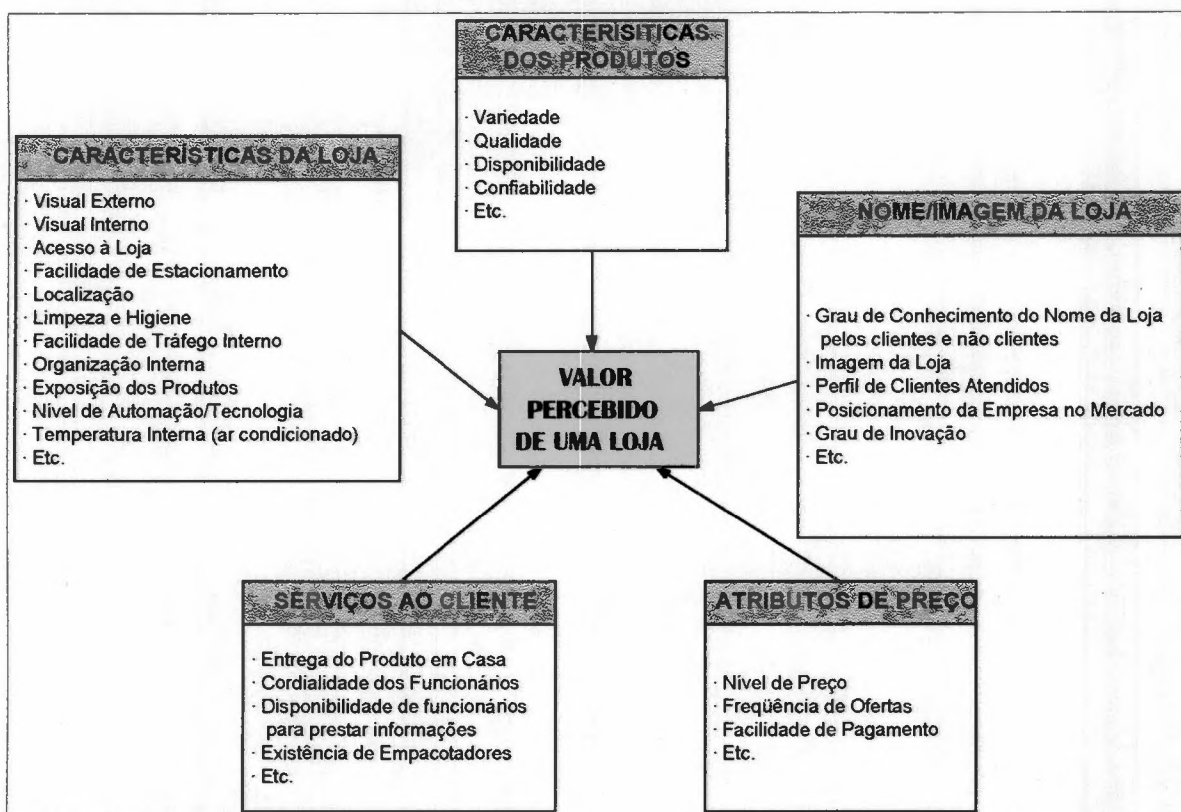 CARACTERÍSITICAS
DOS PRODUTOS
· Variedade
· Qualidade
· Disponibilidade
· Confiabilidade
· Etc.
CARACTERÍSTICAS DA LOJA
· Visual Externo
· Visual Interno
· Acesso à Loja
· Facilidade de Estacionamento
· Localização
· Limpeza e Higiene
· Facilidade de Tráfego Interno
· Organização Interna
· Exposição dos Produtos
· Nível de Automação/Tecnologia
· Temperatura Interna (ar condicionado)
· Etc.
NOME/IMAGEM DA LOJA
· Grau de Conhecimento do Nome da Loja
pelos clientes e não clientes
· Imagem da Loja
· Perfil de Clientes Atendidos
· Posicionamento da Empresa no Mercado
· Grau de Inovação
· Etc.
VALOR
PERCEBIDO
DE UMA LOJA
SERVIÇOS AO CLIENTE
· Entrega do Produto em Casa
· Cordialidade dos Funcionários
· Disponibilidade de funcionários
para prestar informações
· Existência de Empacotadores
· Etc.
ATRIBUTOS DE PREÇO
· Nível de Preço
· Freqüência de Ofertas
· Facilidade de Pagamento
· Etc.